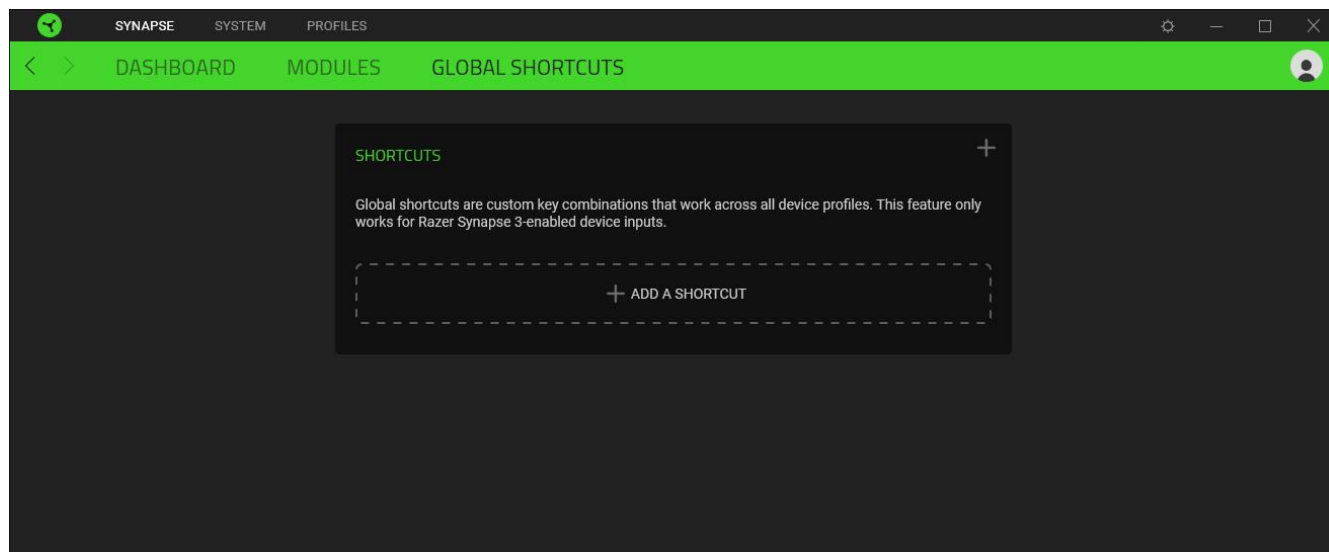 SYNAPSE SYSTEM PROFILES
DASHBOARD MODULES GLOBAL SHORTCUTS
SHORTCUTS
Global shortcuts are custom key combinations that work across all device profiles. This feature only
works for Razer Synapse 3-enabled device inputs.
ADD A SHORTCUT